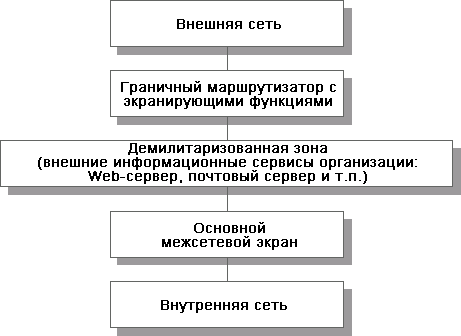 Внешняя сеть
Граничный маршрутизатор с
экранирующими функциями
Демилитаризованная зона
(внешние информационные сервисы организации:
Web-сервер, почтовый сервер и т.п.)
Основной
межсетевой экран
Внутренняя сеть